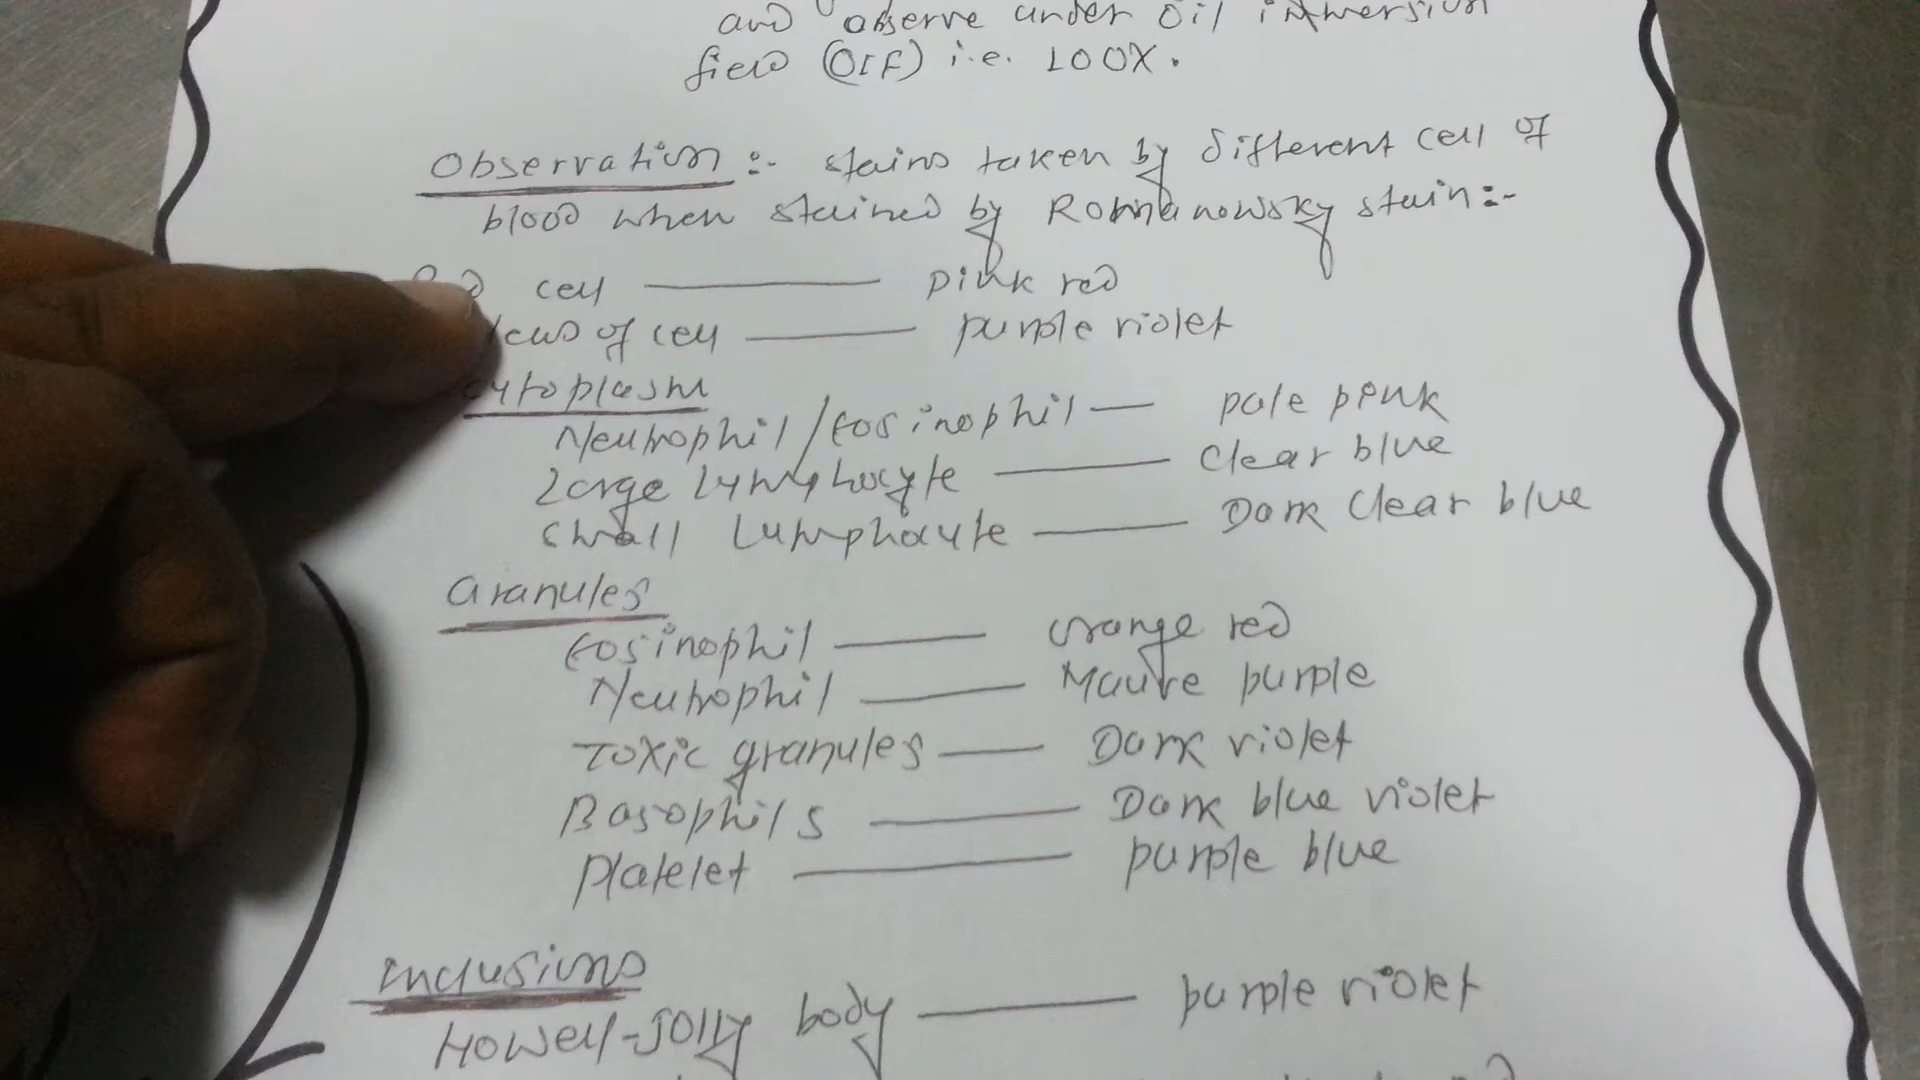 and observe under oil immersion
field (OIF) i.e. 100X.
Observation :- stains taken by different cell of
blood when stained by Romanowsky stain:-
cell — pink red
of cell — purple violet
cytoplasm
Neutrophil/Eosinophil — pale pink
Large Lymphocyte — Clear blue
Small Lymphocyte — Dark Clear blue
Granules
Eosinophil — orange red
Neutrophil — Mauve purple
Toxic granules — Dark violet
Basophils — Dark blue violet
Platelet — purple blue
Inclusions
Howell-Jolly body — purple violet